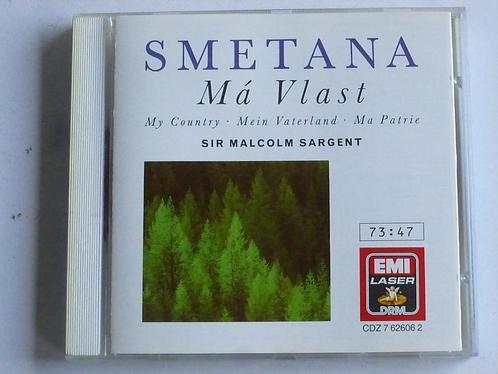 SMETANA
Má Vlast
My Country · Mein Vaterland · Ma Patrie
SIR MALCOLM SARGENT
73:47
EMI
LASER
DRM
CDZ 7 62606 2